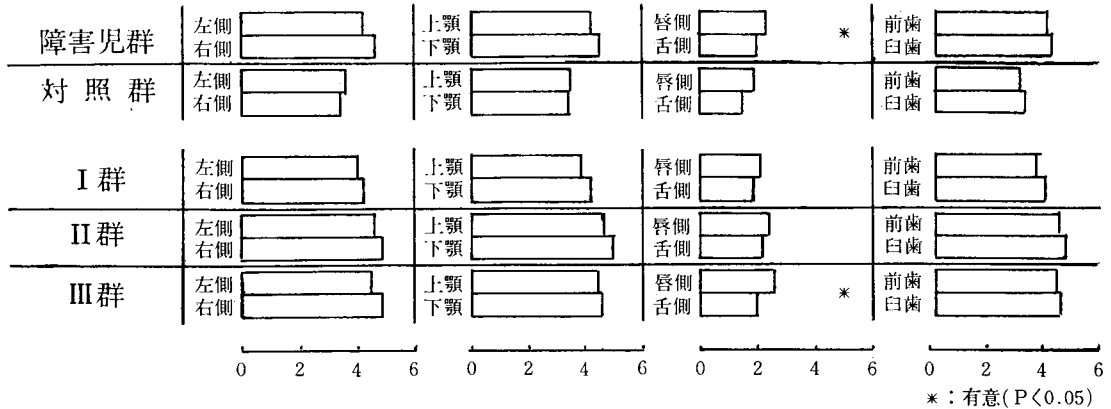 障害児群 左側 上顎 唇側 ＊ 前歯
右側 下顎 舌側 臼歯
対照群 左側 上顎 唇側 前歯
右側 下顎 舌側 臼歯
I群 左側 上顎 唇側 前歯
右側 下顎 舌側 臼歯
II群 左側 上顎 唇側 前歯
右側 下顎 舌側 臼歯
III群 左側 上顎 唇側 ＊ 前歯
右側 下顎 舌側 臼歯
0 2 4 6 0 2 4 6 0 2 4 6 0 2 4 6
＊：有意(P<0.05)